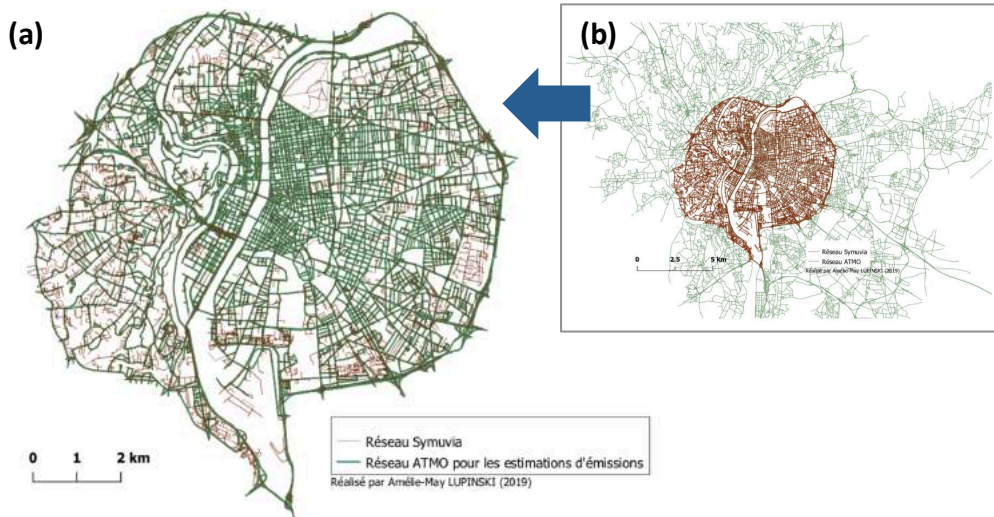 (a)
(b)
0 2.5 5 km
Réseau Symuvia
Réseau ATMO
Réalisé par Amélie-May LUPINSKI (2019)
0 1 2 km
Réseau Symuvia
Réseau ATMO pour les estimations d'émissions
Réalisé par Amélie-May LUPINSKI (2019)